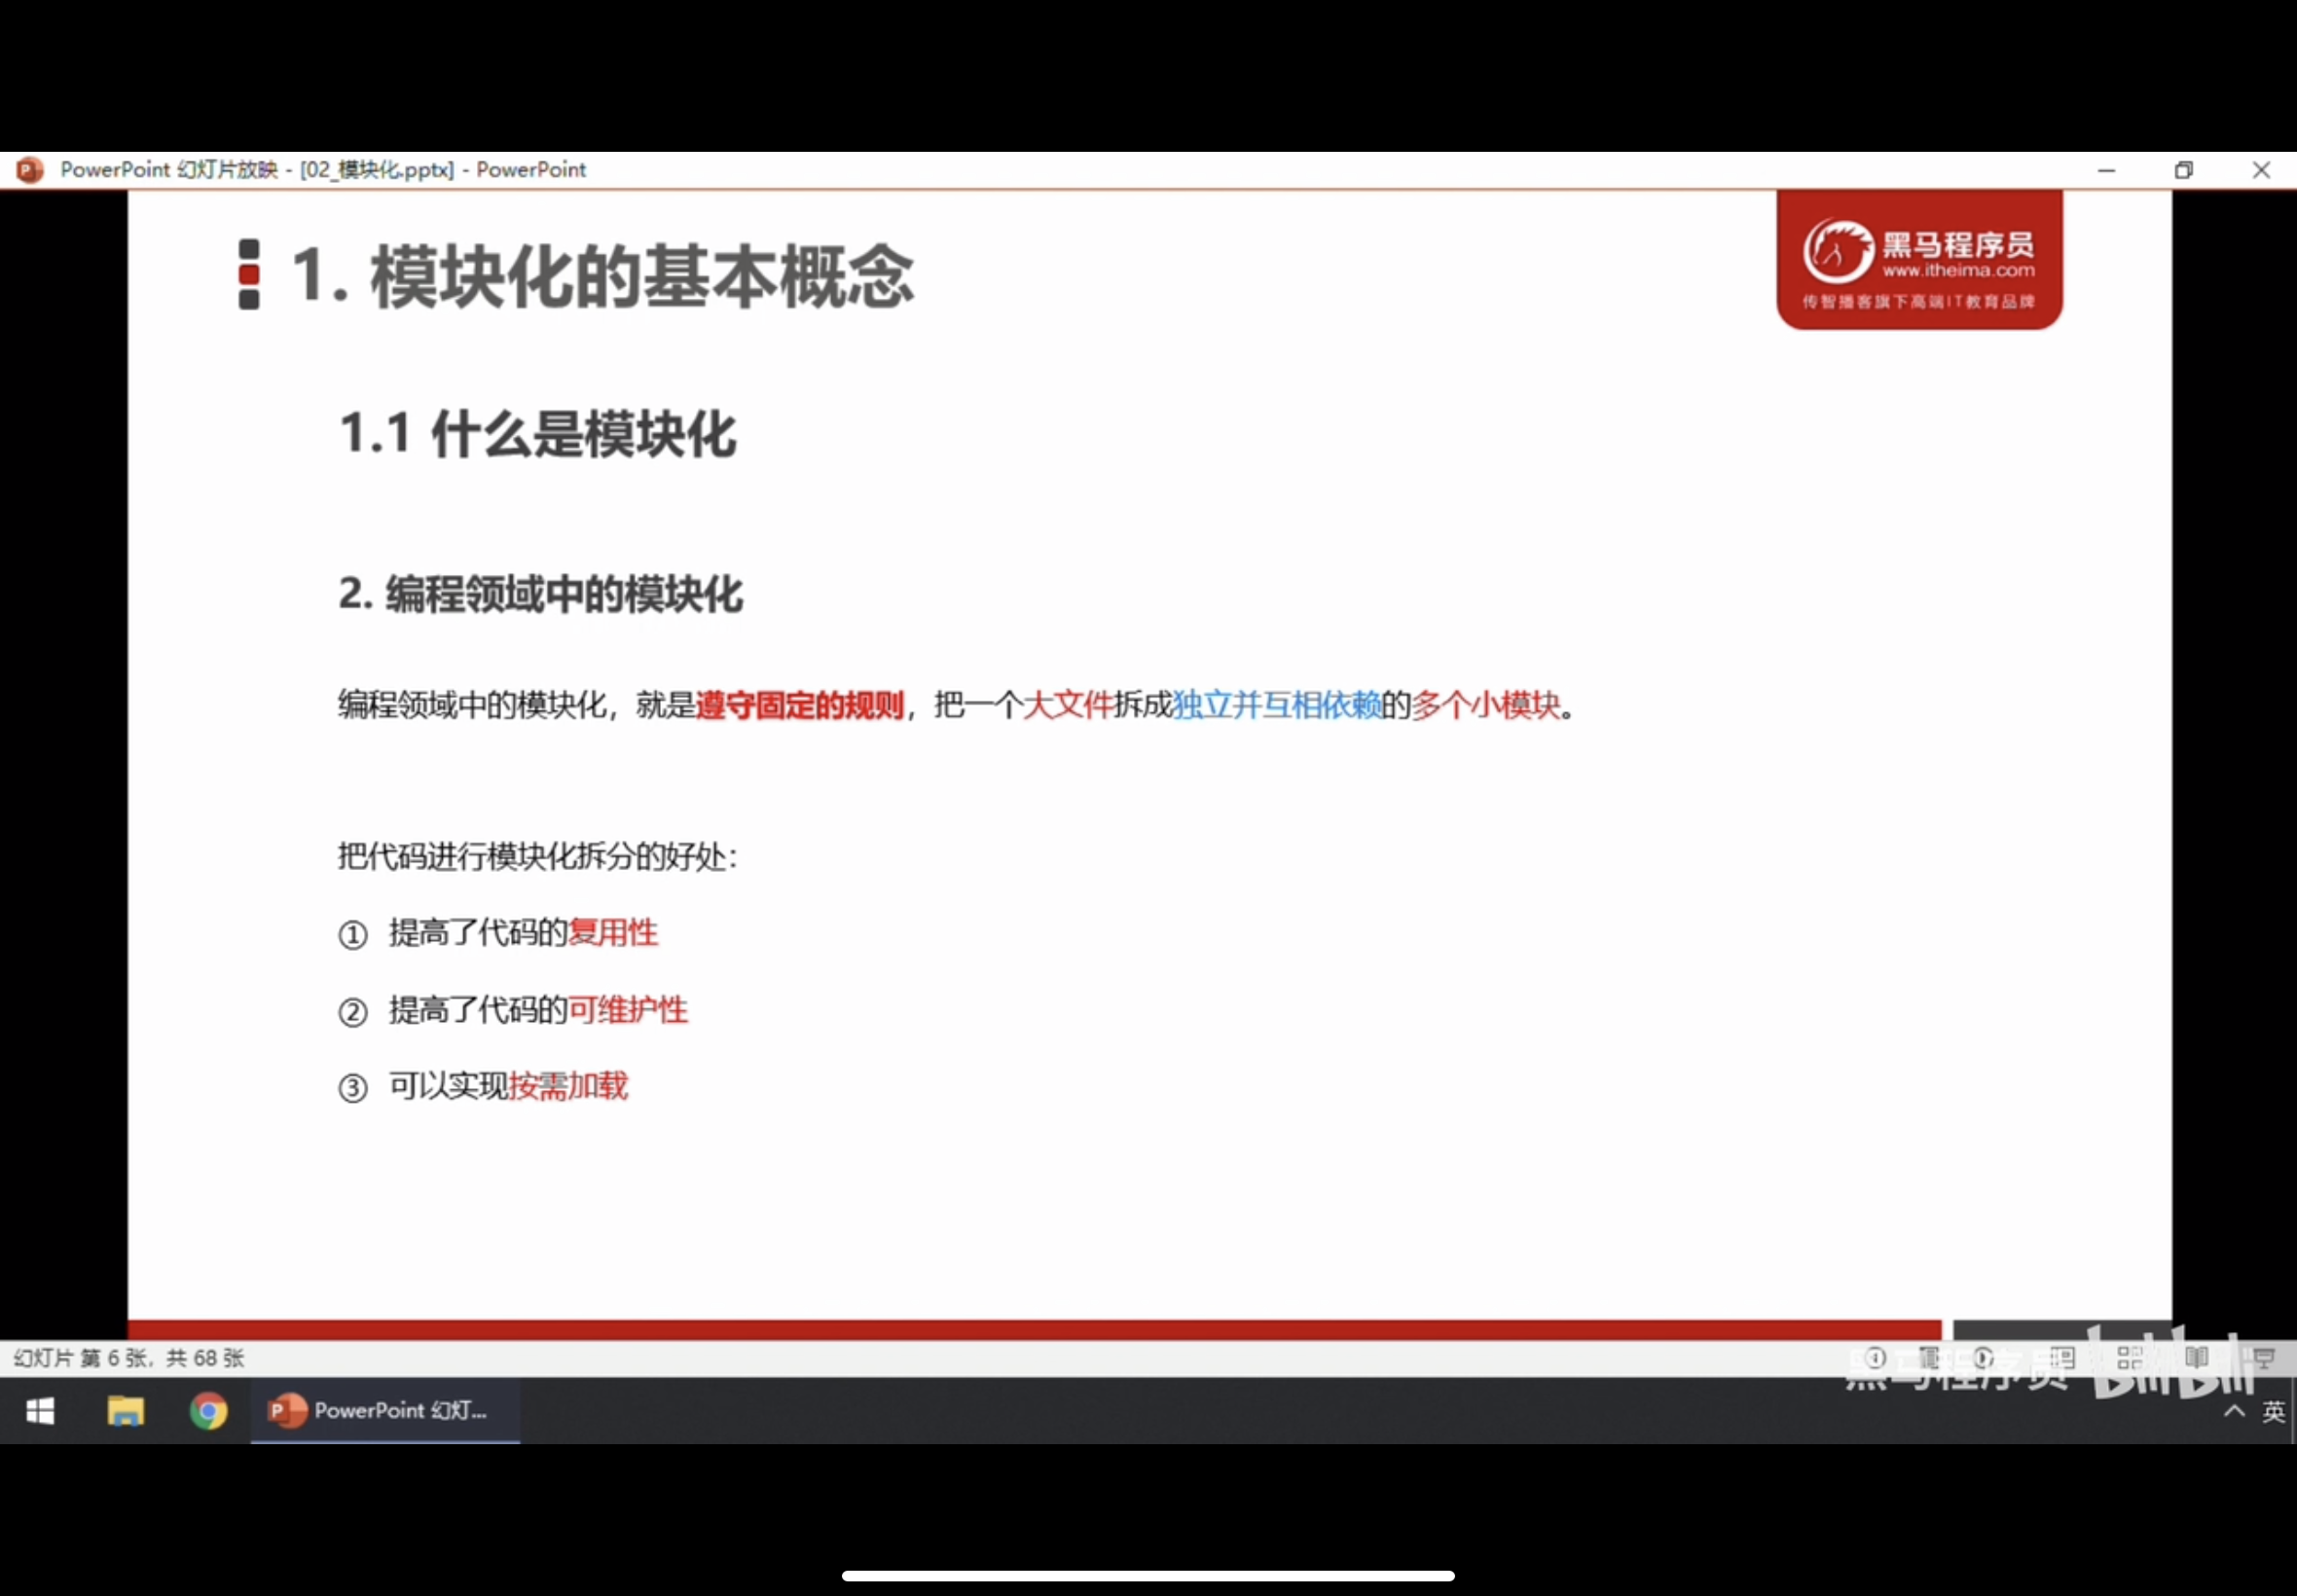 PowerPoint 幻灯片放映 - [02_模块化.pptx] - PowerPoint
1. 模块化的基本概念
黑马程序员
www.itheima.com
传智播客旗下高端IT教育品牌
1.1 什么是模块化
2. 编程领域中的模块化
编程领域中的模块化，就是遵守固定的规则，把一个大文件拆成独立并互相依赖的多个小模块。
把代码进行模块化拆分的好处：
① 提高了代码的复用性
② 提高了代码的可维护性
③ 可以实现按需加载
幻灯片 第 6 张，共 68 张
黑马程序员 bilibili
PowerPoint 幻灯...
英